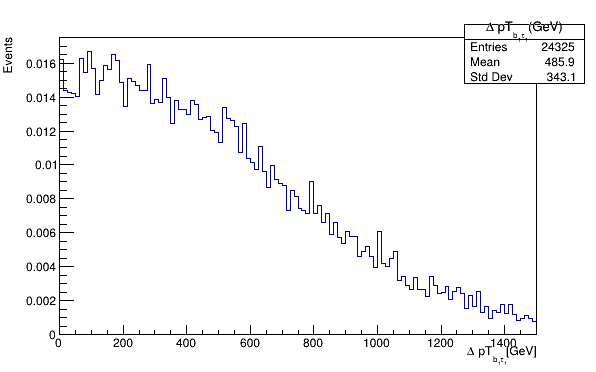 Δ pT_{b_1τ_1}(GeV)
Entries 24325
Mean 485.9
Std Dev 343.1
Events
0.016
0.014
0.012
0.01
0.008
0.006
0.004
0.002
0
0 200 400 600 800 1000 1200 1400
Δ pT_{b_1τ_1}[GeV]